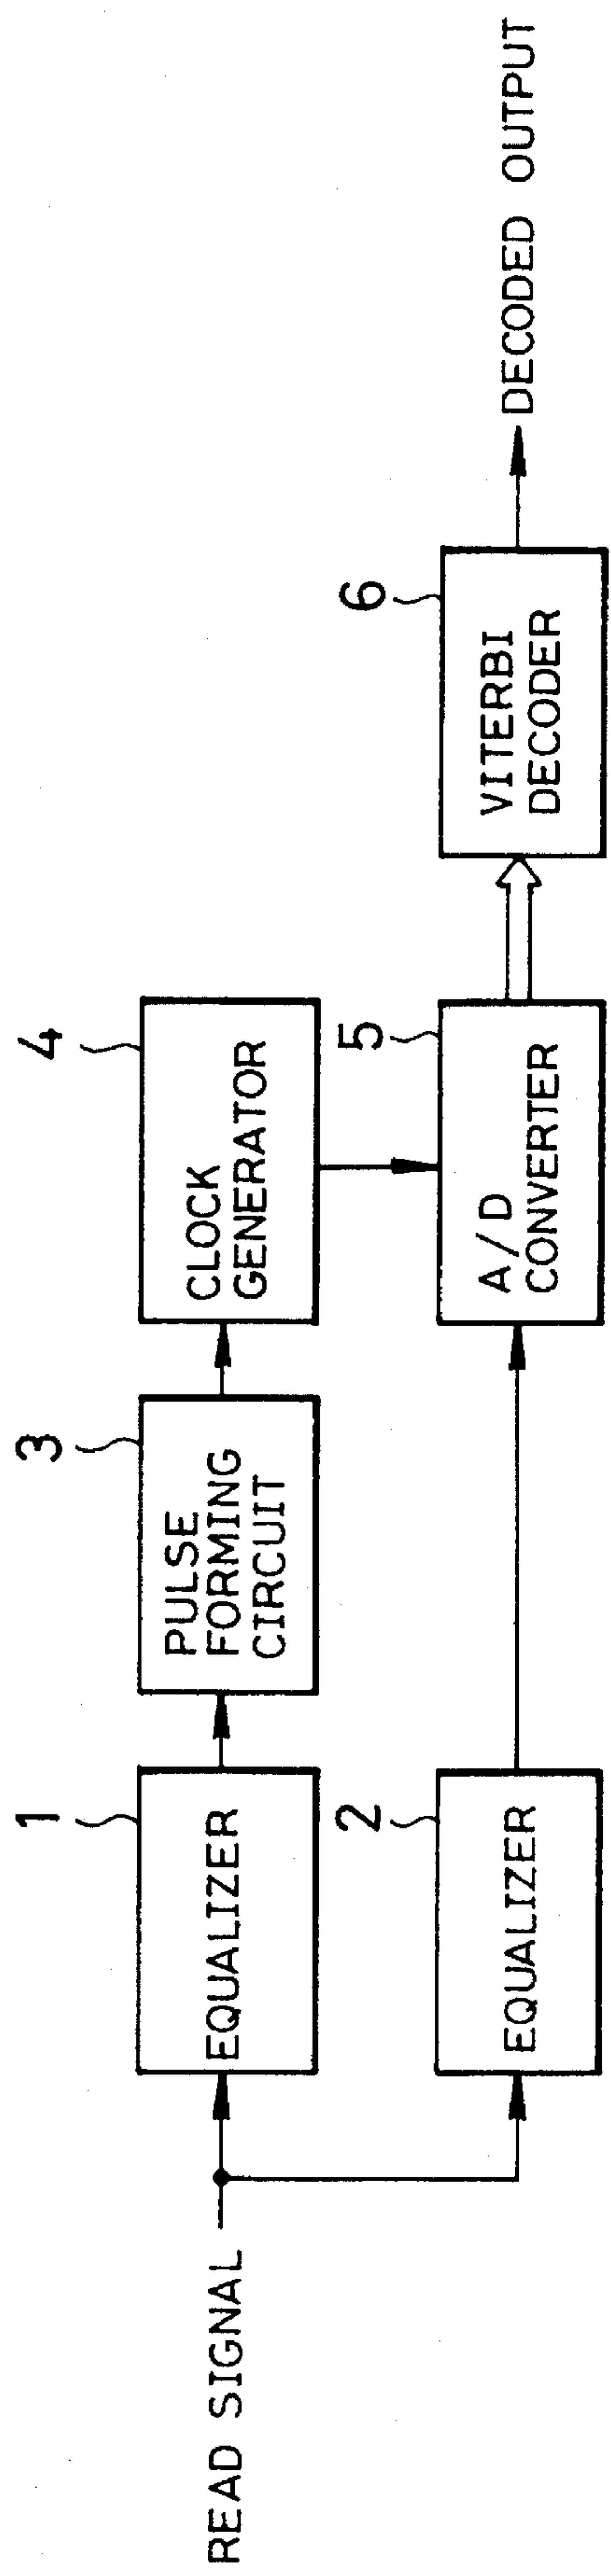 READ SIGNAL
1
EQUALIZER
3
PULSE
FORMING
CIRCUIT
4
CLOCK
GENERATOR
2
EQUALIZER
5
A/D
CONVERTER
6
VITERBI
DECODER
DECODED OUTPUT